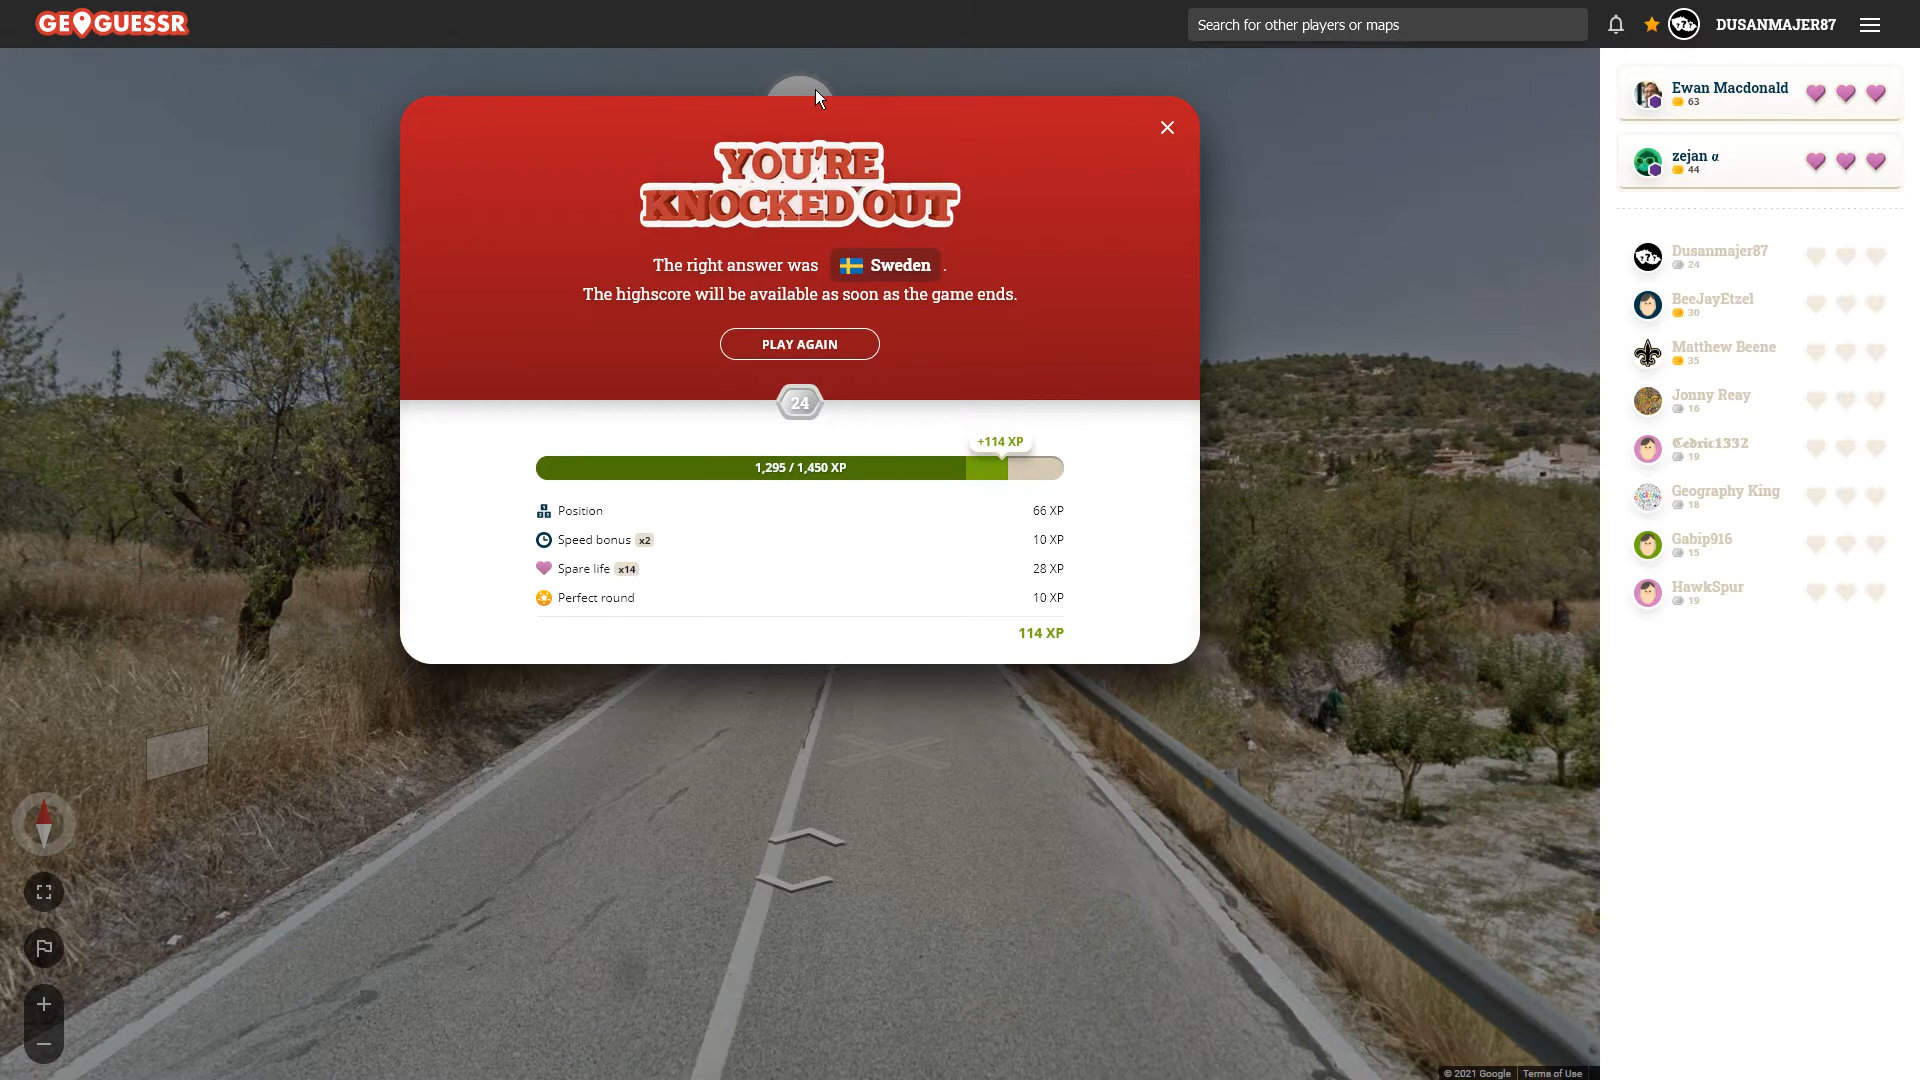 GEOGUESSR
Search for other players or maps
DUSANMAJER87
YOU'RE
KNOCKED OUT
The right answer was Sweden .
The highscore will be available as soon as the game ends.
PLAY AGAIN
24
+114 XP
1,295 / 1,450 XP
Position 66 XP
Speed bonus x2 10 XP
Spare life x14 28 XP
Perfect round 10 XP
114 XP
Ewan Macdonald
63
zejan α
44
Dusanmajer87
24
BeeJayEtzel
30
Matthew Beene
35
Jonny Reay
16
𝕮𝖊𝖉𝖗𝖎𝖈1332
19
Geography King
18
Gabip916
15
HawkSpur
19
© 2021 Google Terms of Use